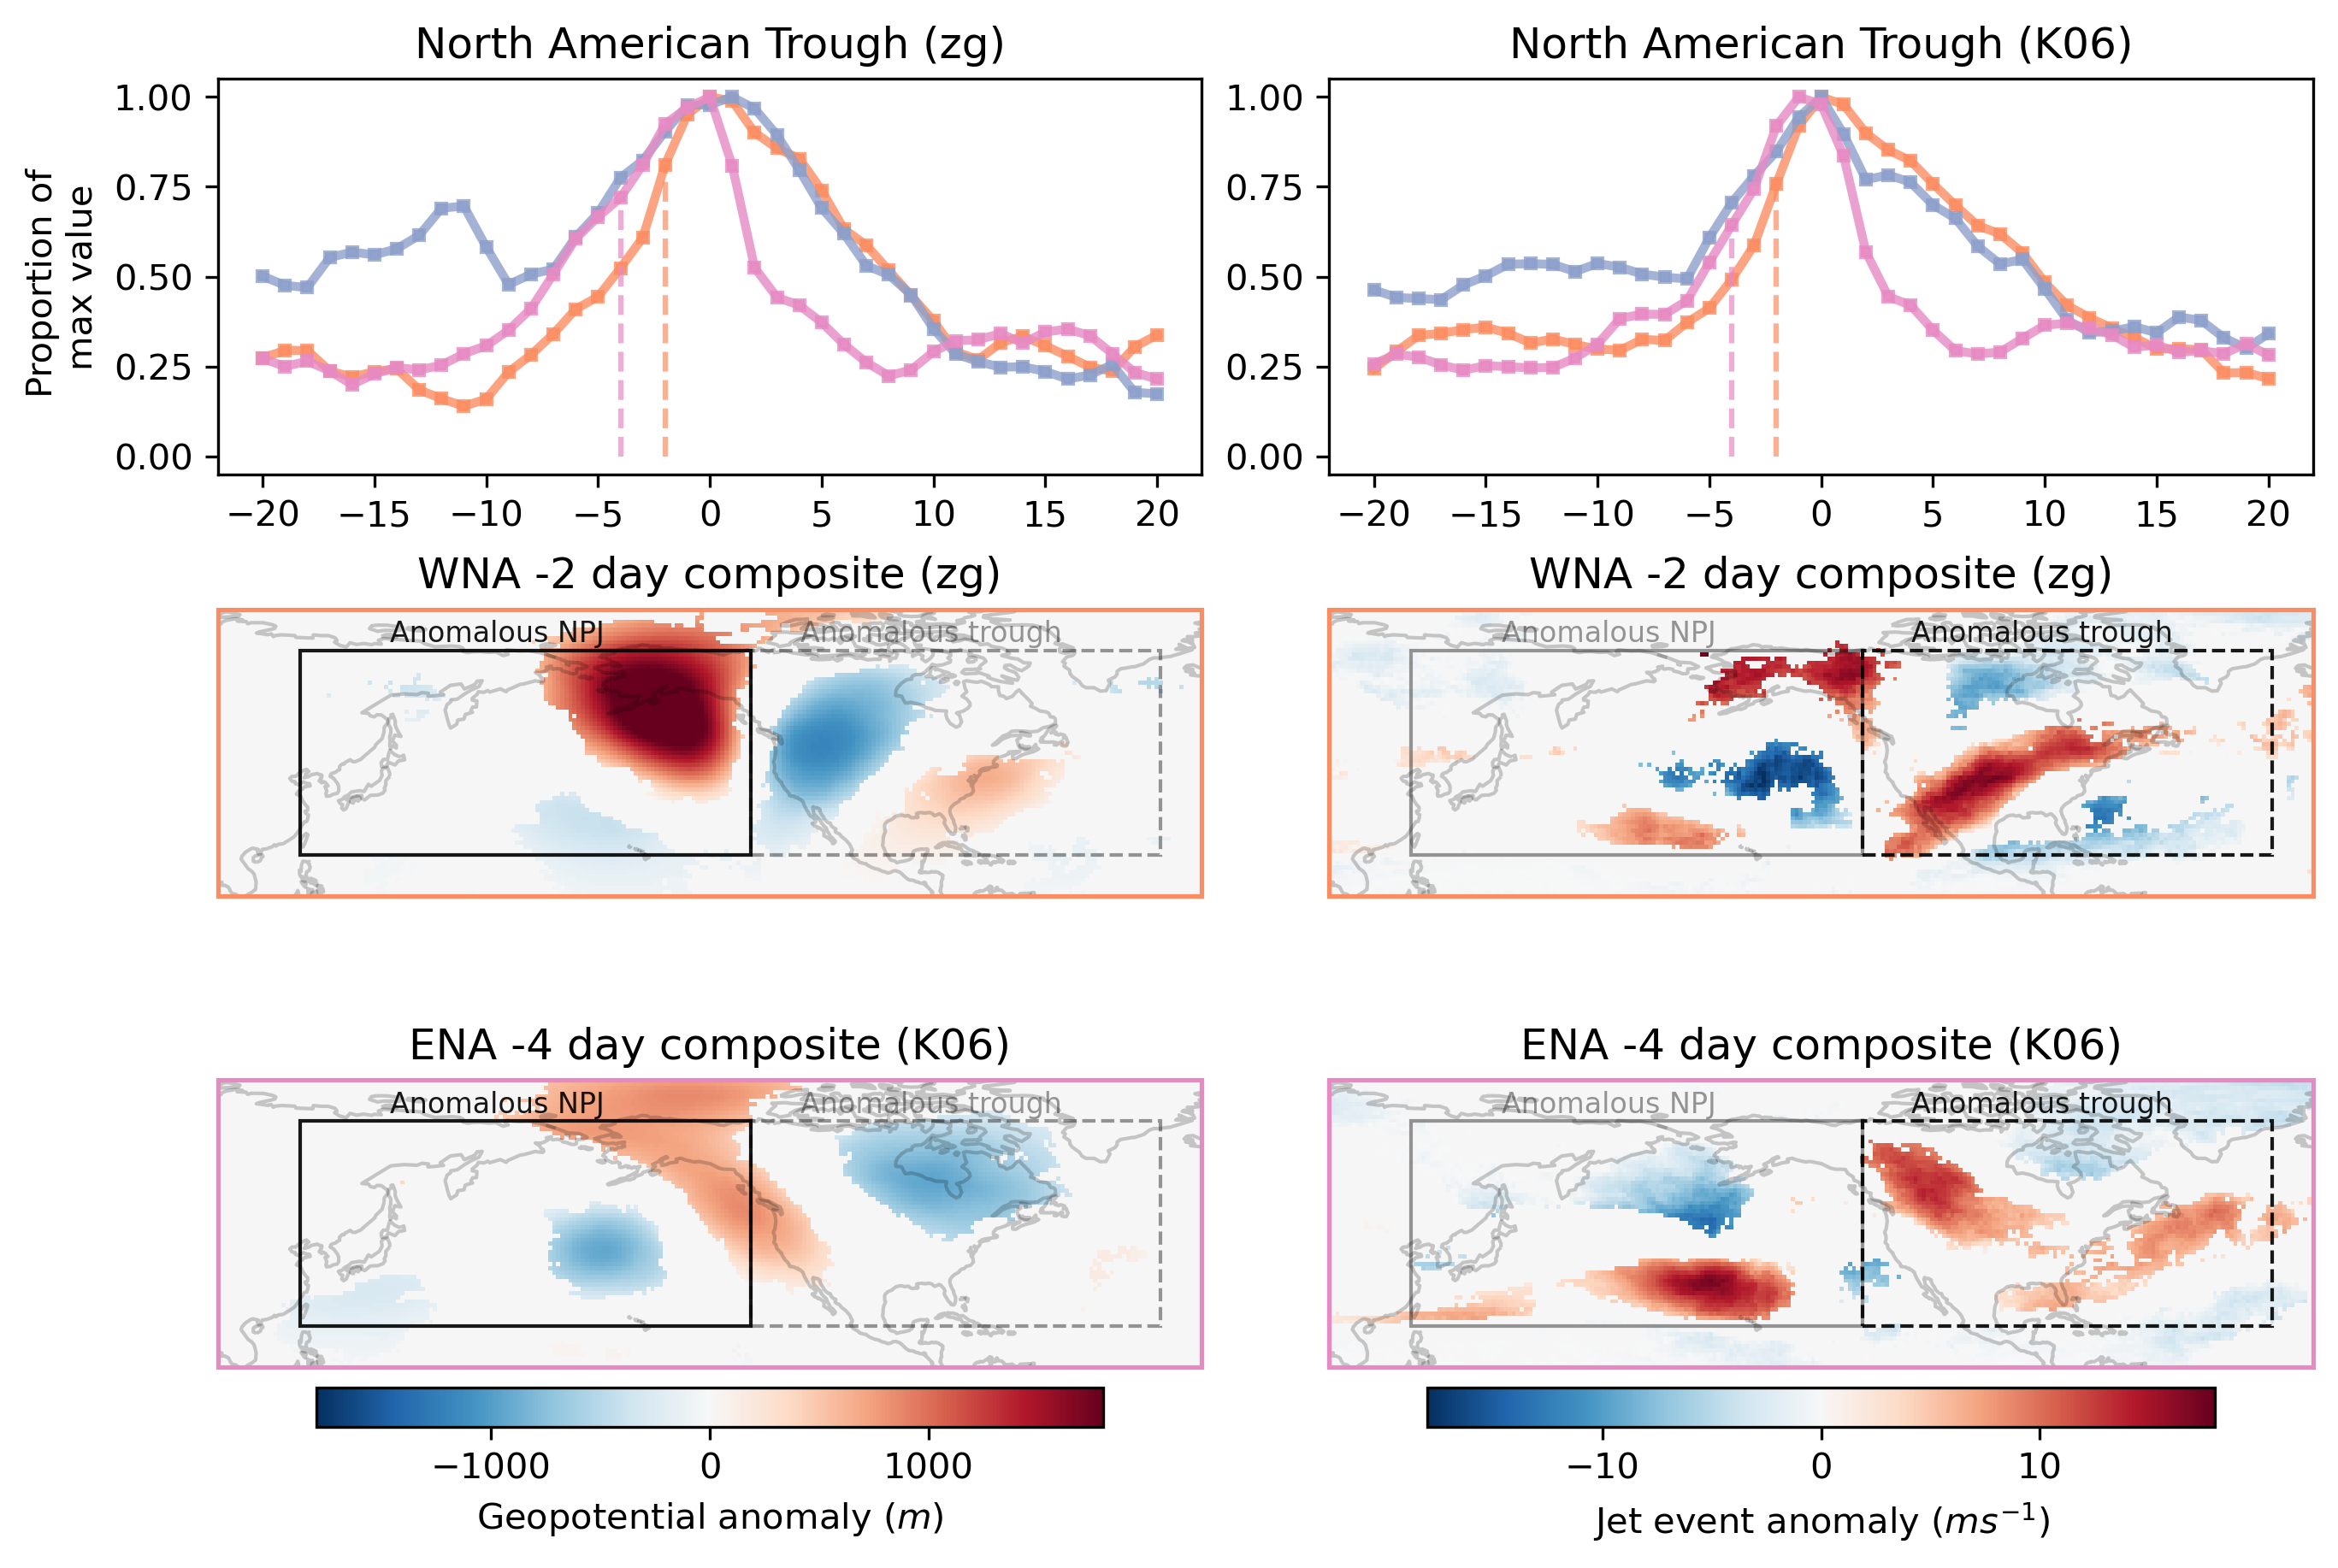 North American Trough (zg)
North American Trough (K06)
Proportion of
max value
1.00
0.75
0.50
0.25
0.00
−20 −15 −10 −5 0 5 10 15 20
1.00
0.75
0.50
0.25
0.00
−20 −15 −10 −5 0 5 10 15 20
WNA -2 day composite (zg)
Anomalous NPJ
Anomalous trough
WNA -2 day composite (zg)
Anomalous NPJ
Anomalous trough
ENA -4 day composite (K06)
Anomalous NPJ
Anomalous trough
ENA -4 day composite (K06)
Anomalous NPJ
Anomalous trough
−1000 0 1000
Geopotential anomaly (m)
−10 0 10
Jet event anomaly (ms⁻¹)